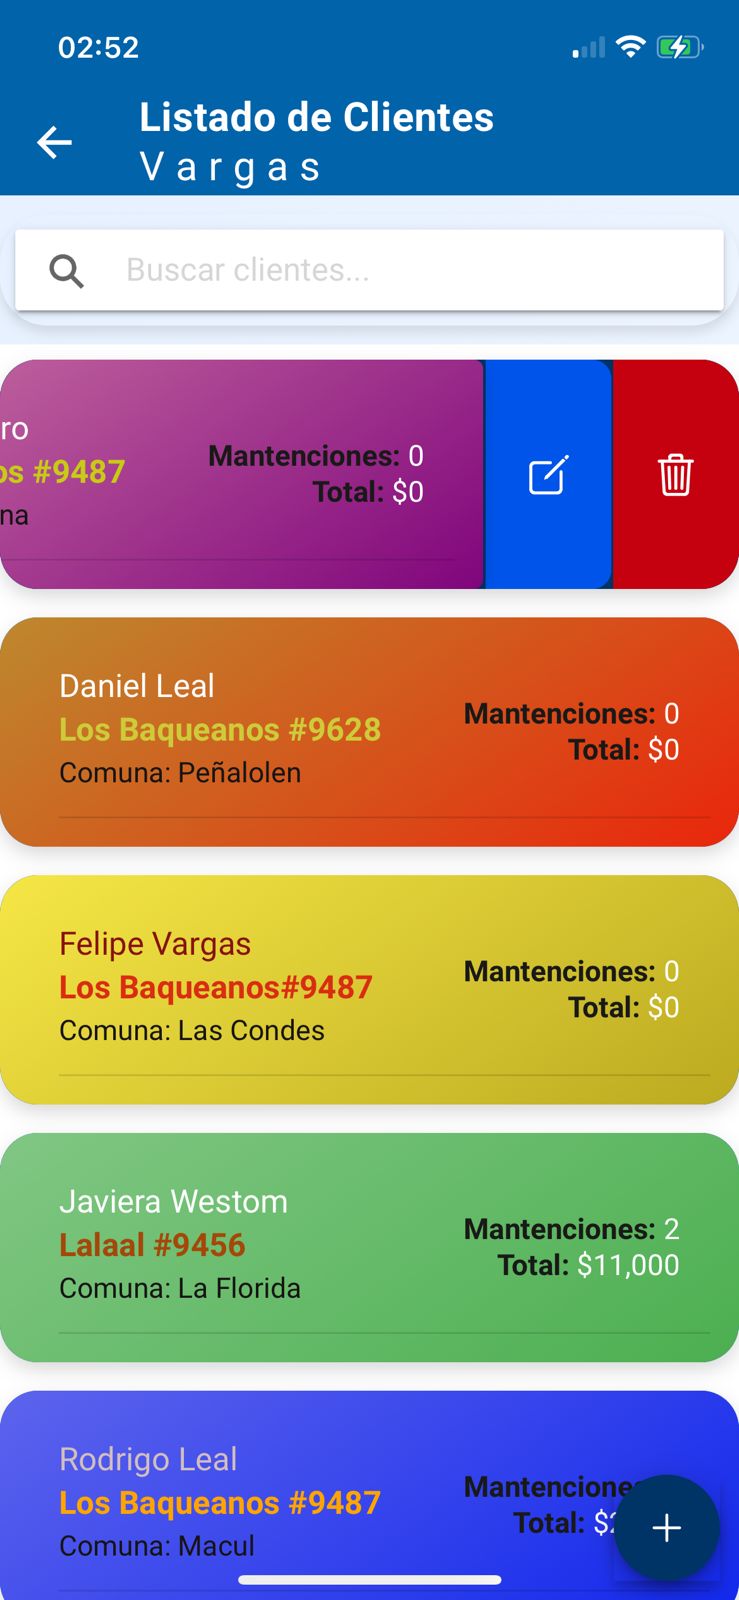 02:52
Listado de Clientes
Vargas
Buscar clientes...
ro
os #9487
na
Mantenciones: 0
Total: $0
Daniel Leal
Los Baqueanos #9628
Comuna: Peñalolen
Mantenciones: 0
Total: $0
Felipe Vargas
Los Baqueanos#9487
Comuna: Las Condes
Mantenciones: 0
Total: $0
Javiera Westom
Lalaal #9456
Comuna: La Florida
Mantenciones: 2
Total: $11,000
Rodrigo Leal
Los Baqueanos #9487
Comuna: Macul
Mantencione
Total: $2